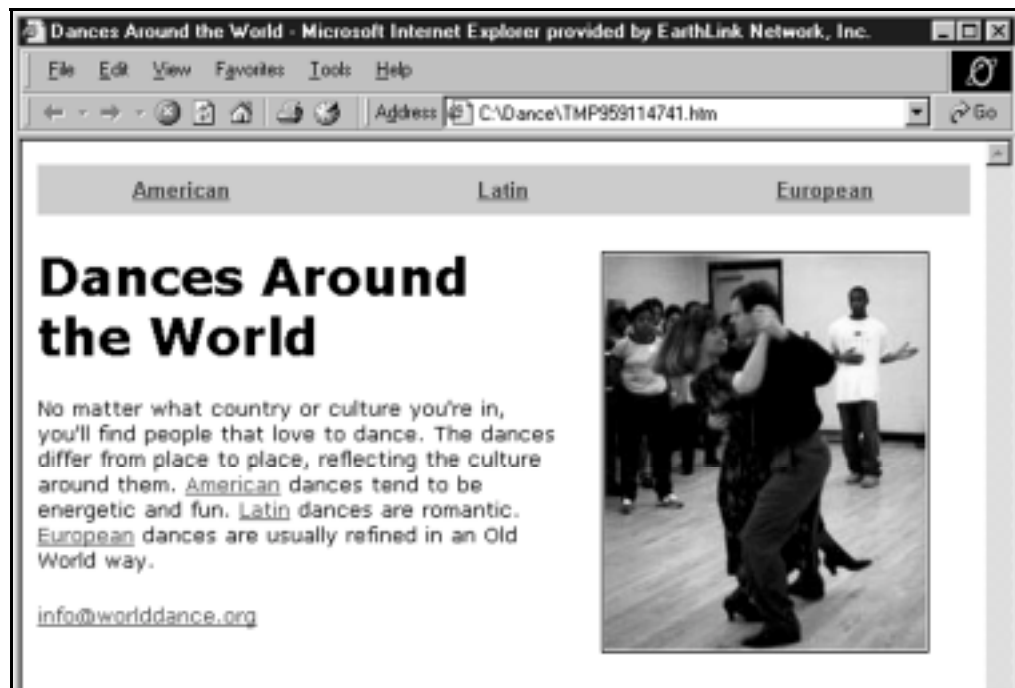 Dances Around the World - Microsoft Internet Explorer provided by EarthLink Network, Inc.
File Edit View Favorites Tools Help
Address C:\Dance\TMP959114741.htm Go
American Latin European
Dances Around
the World
No matter what country or culture you're in,
you'll find people that love to dance. The dances
differ from place to place, reflecting the culture
around them. American dances tend to be
energetic and fun. Latin dances are romantic.
European dances are usually refined in an Old
World way.
info@worlddance.org